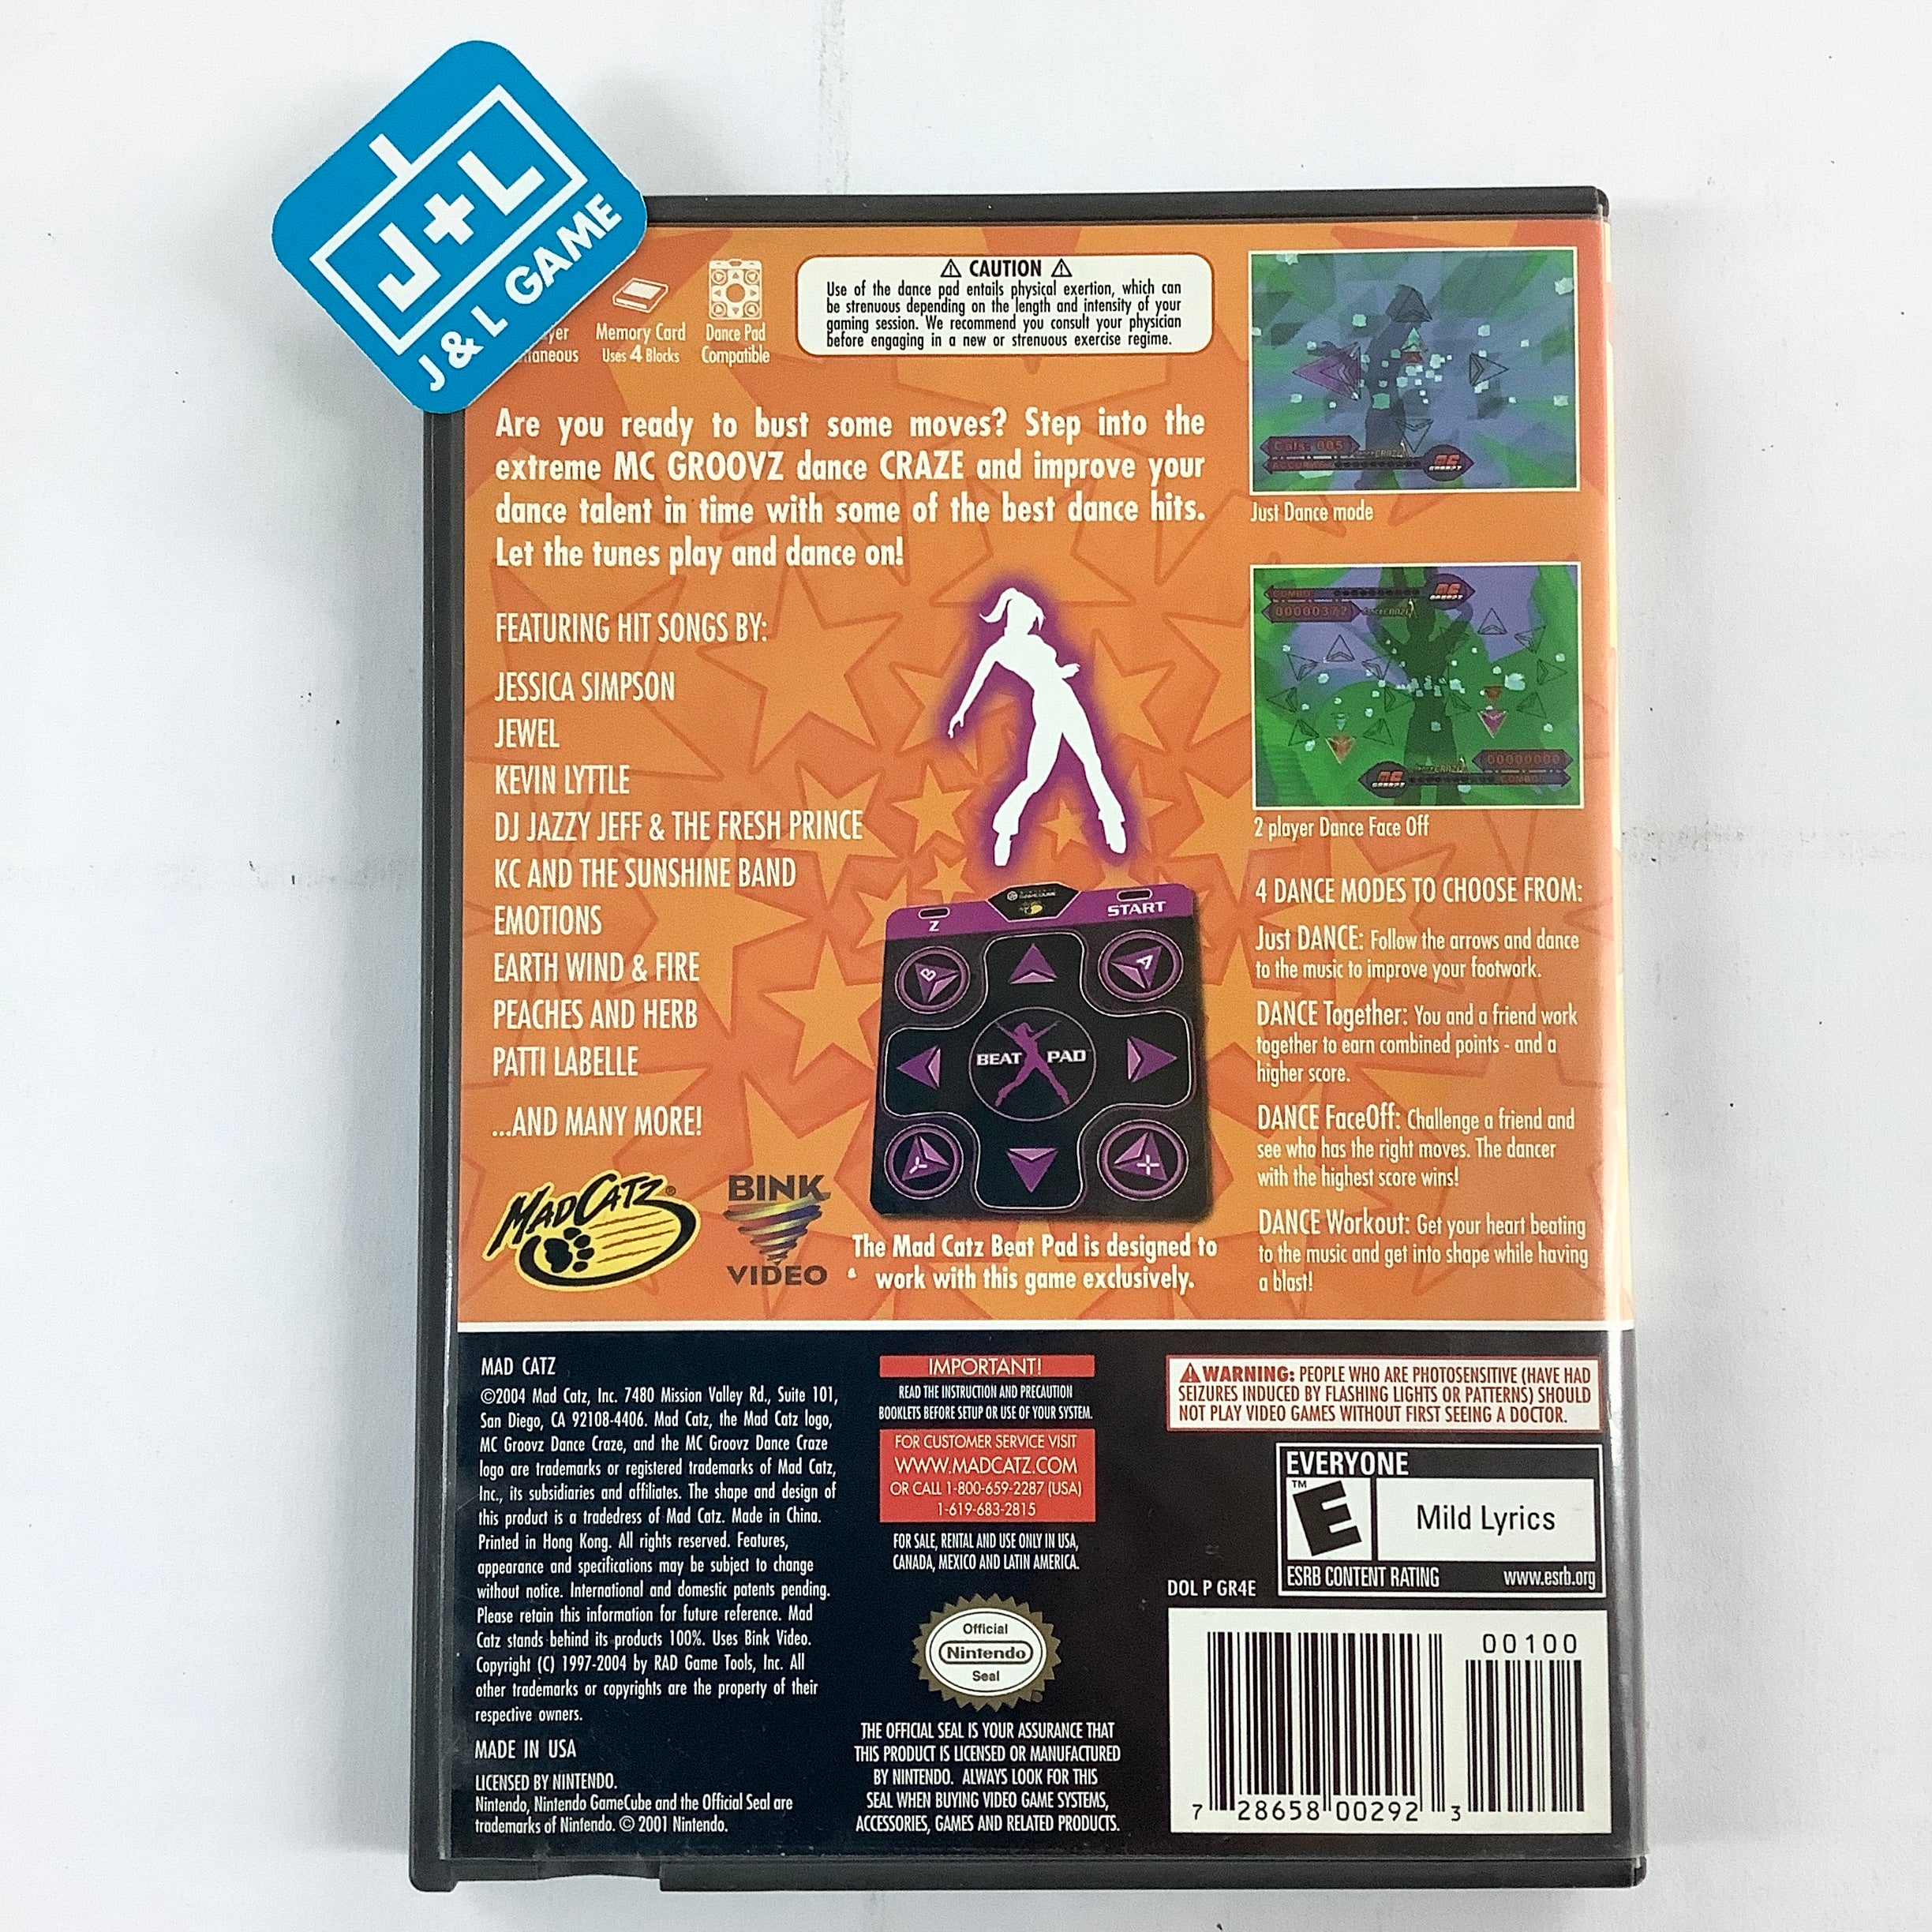 J+L
J & L GAME
Memory Card
Uses 4 Blocks
Dance Pad
Compatible
CAUTION
Use of the dance pad entails physical exertion, which can
be strenuous depending on the length and intensity of your
gaming session. We recommend you consult your physician
before engaging in a new or strenuous exercise regime.
Are you ready to bust some moves? Step into the
extreme MC GROOVZ dance CRAZE and improve your
dance talent in time with some of the best dance hits.
Let the tunes play and dance on!
FEATURING HIT SONGS BY:
JESSICA SIMPSON
JEWEL
KEVIN LYTTLE
DJ JAZZY JEFF & THE FRESH PRINCE
KC AND THE SUNSHINE BAND
EMOTIONS
EARTH WIND & FIRE
PEACHES AND HERB
PATTI LABELLE
...AND MANY MORE!
MADCATZ®
BINK
VIDEO
Z
START
B
A
BEAT PAD
Y
The Mad Catz Beat Pad is designed to
work with this game exclusively.
Cals: 005
MC
GROOVZ
Just Dance mode
COMBO
00000372
MC
GROOVZ
00000000
MC
COMBO
2 player Dance Face Off
4 DANCE MODES TO CHOOSE FROM:
Just DANCE: Follow the arrows and dance
to the music to improve your footwork.
DANCE Together: You and a friend work
together to earn combined points - and a
higher score.
DANCE FaceOff: Challenge a friend and
see who has the right moves. The dancer
with the highest score wins!
DANCE Workout: Get your heart beating
to the music and get into shape while having
a blast!
MAD CATZ
©2004 Mad Catz, Inc. 7480 Mission Valley Rd., Suite 101,
San Diego, CA 92108-4406. Mad Catz, the Mad Catz logo,
MC Groovz Dance Craze, and the MC Groovz Dance Craze
logo are trademarks or registered trademarks of Mad Catz,
Inc., its subsidiaries and affiliates. The shape and design of
this product is a tradedress of Mad Catz. Made in China.
Printed in Hong Kong. All rights reserved. Features,
appearance and specifications may be subject to change
without notice. International and domestic patents pending.
Please retain this information for future reference. Mad
Catz stands behind its products 100%. Uses Bink Video.
Copyright (C) 1997-2004 by RAD Game Tools, Inc. All
other trademarks or copyrights are the property of their
respective owners.
MADE IN USA
LICENSED BY NINTENDO.
Nintendo, Nintendo GameCube and the Official Seal are
trademarks of Nintendo. © 2001 Nintendo.
IMPORTANT!
READ THE INSTRUCTION AND PRECAUTION
BOOKLETS BEFORE SETUP OR USE OF YOUR SYSTEM.
FOR CUSTOMER SERVICE VISIT
WWW.MADCATZ.COM
OR CALL 1-800-659-2287 (USA)
1-619-683-2815
FOR SALE, RENTAL AND USE ONLY IN USA,
CANADA, MEXICO AND LATIN AMERICA.
Official
Nintendo
Seal
THE OFFICIAL SEAL IS YOUR ASSURANCE THAT
THIS PRODUCT IS LICENSED OR MANUFACTURED
BY NINTENDO. ALWAYS LOOK FOR THIS
SEAL WHEN BUYING VIDEO GAME SYSTEMS,
ACCESSORIES, GAMES AND RELATED PRODUCTS.
WARNING: PEOPLE WHO ARE PHOTOSENSITIVE (HAVE HAD
SEIZURES INDUCED BY FLASHING LIGHTS OR PATTERNS) SHOULD
NOT PLAY VIDEO GAMES WITHOUT FIRST SEEING A DOCTOR.
EVERYONE
E™
Mild Lyrics
ESRB CONTENT RATING www.esrb.org
DOL P GR4E
00100
7 28658 00292 3